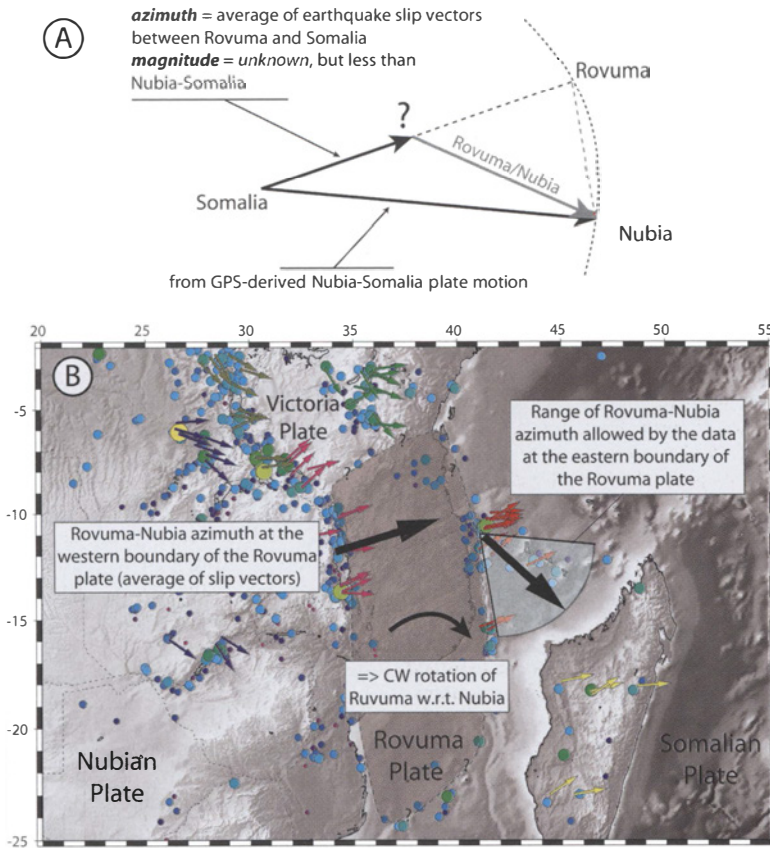 A
azimuth = average of earthquake slip vectors
between Rovuma and Somalia
magnitude = unknown, but less than
Nubia-Somalia
Rovuma
?
Rovuma/Nubia
Somalia
Nubia
from GPS-derived Nubia-Somalia plate motion
20 25 30 35 40 45 50 55
B
-5
-10
-15
-20
-25
Victoria
Plate
Range of Rovuma-Nubia
azimuth allowed by the data
at the eastern boundary of
the Rovuma plate
Rovuma-Nubia azimuth at the
western boundary of the Rovuma
plate (average of slip vectors)
=> CW rotation of
Ruvuma w.r.t. Nubia
Nubian
Plate
Rovuma
Plate
Somalian
Plate
?
?
?
?
?
?